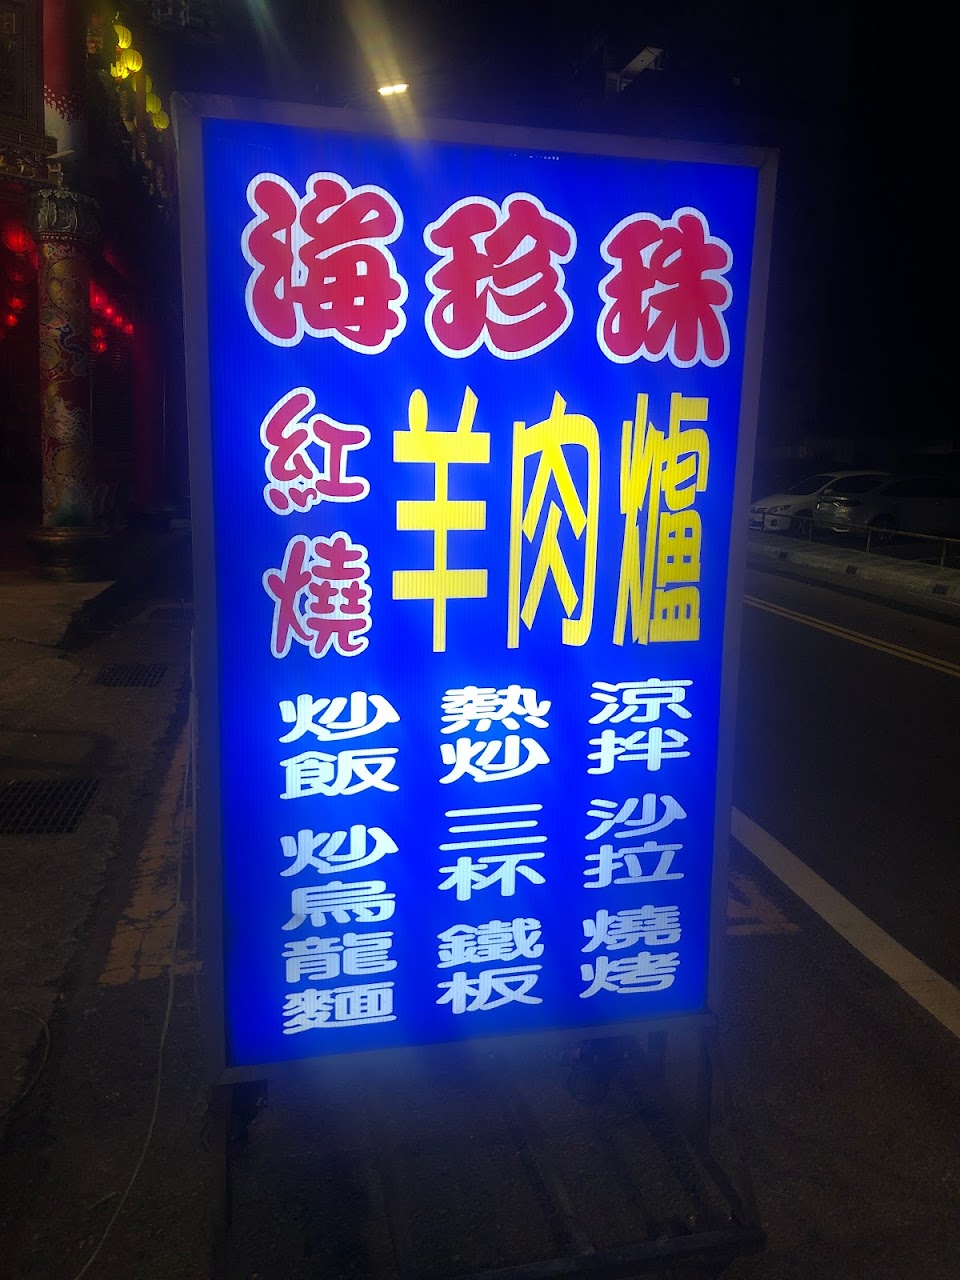 海珍珠
紅燒
羊肉爐
涼拌 沙拉 燒烤
熱炒 三杯 鐵板
炒飯 炒烏龍麵